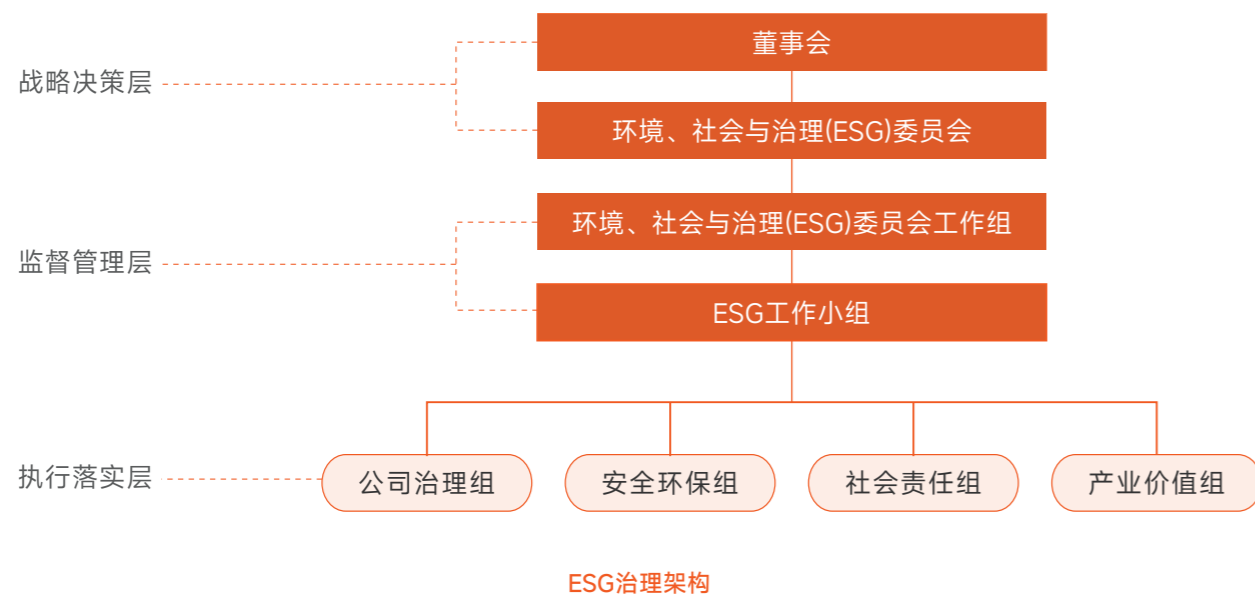 董事会
战略决策层
环境、社会与治理(ESG)委员会
环境、社会与治理(ESG)委员会工作组
监督管理层
ESG工作小组
执行落实层
公司治理组
安全环保组
社会责任组
产业价值组
ESG治理架构